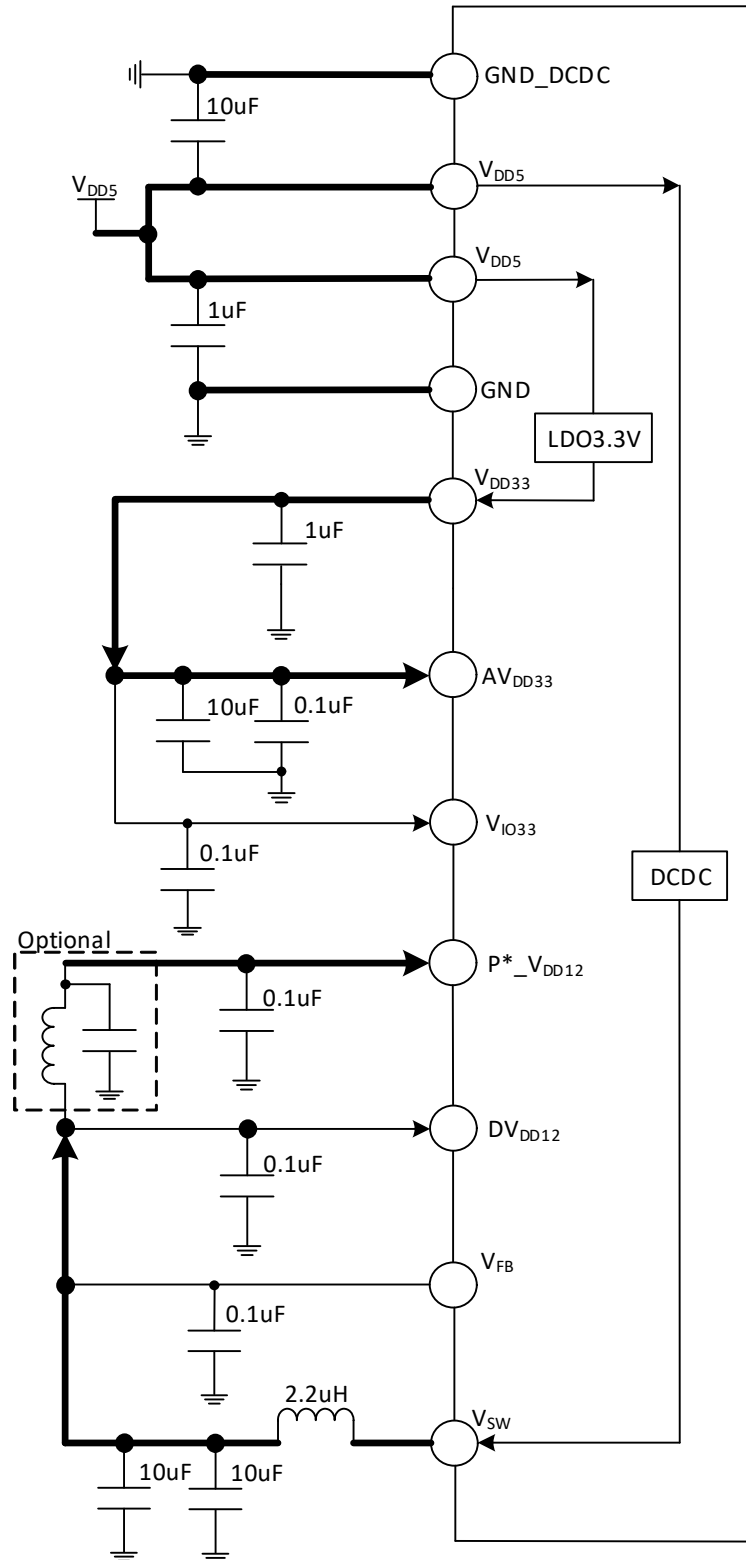 GND_DCDC
10uF
VDD5
VDD5
VDD5
1uF
GND
LDO3.3V
VDD33
1uF
AVDD33
10uF
0.1uF
VIO33
0.1uF
DCDC
Optional
P*_VDD12
0.1uF
DVDD12
0.1uF
VFB
0.1uF
2.2uH
VSW
10uF
10uF